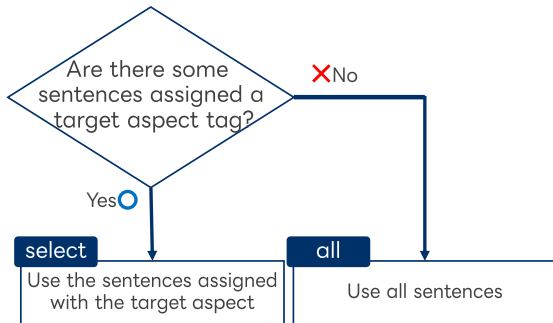 Are there some
sentences assigned a
target aspect tag?
No
Yes
select
Use the sentences assigned
with the target aspect
all
Use all sentences